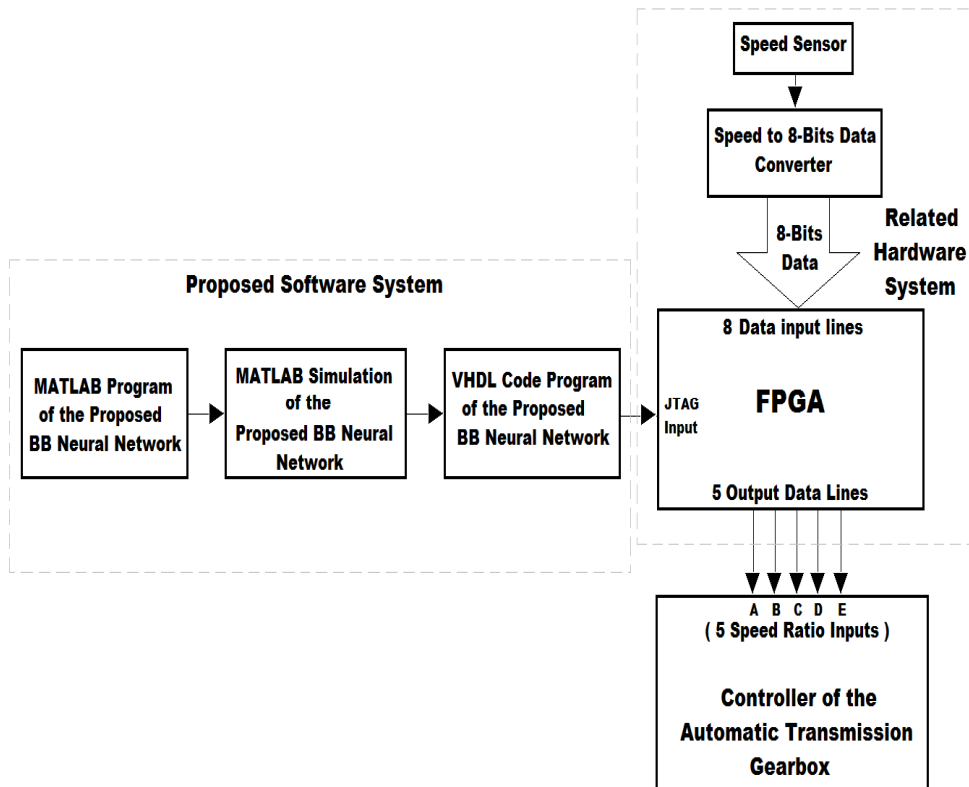 Speed Sensor
Speed to 8-Bits Data
Converter
8-Bits
Data
Related
Hardware
System
Proposed Software System
MATLAB Program
of the Proposed
BB Neural Network
MATLAB Simulation
of the
Proposed BB Neural
Network
VHDL Code Program
of the Proposed
BB Neural Network
8 Data input lines
FPGA
JTAG
Input
5 Output Data Lines
A B C D E
( 5 Speed Ratio Inputs )
Controller of the
Automatic Transmission
Gearbox